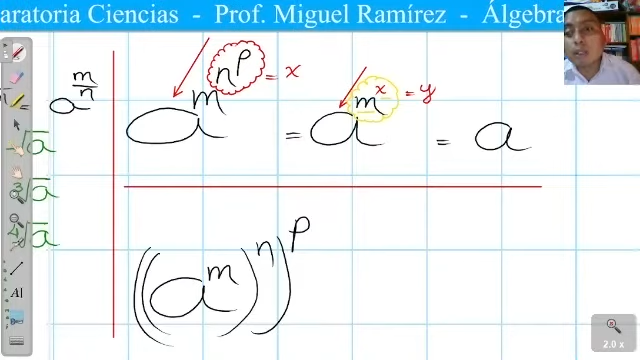 aratoria Ciencias - Prof. Miguel Ramírez - Álgebra
a^{m/n}
a^{m^{n^p}} = a^{m^x} = a
n^p = x
m^x = y
√a
∛a
∜a
((a^m)^n)^p
A
2.0 x